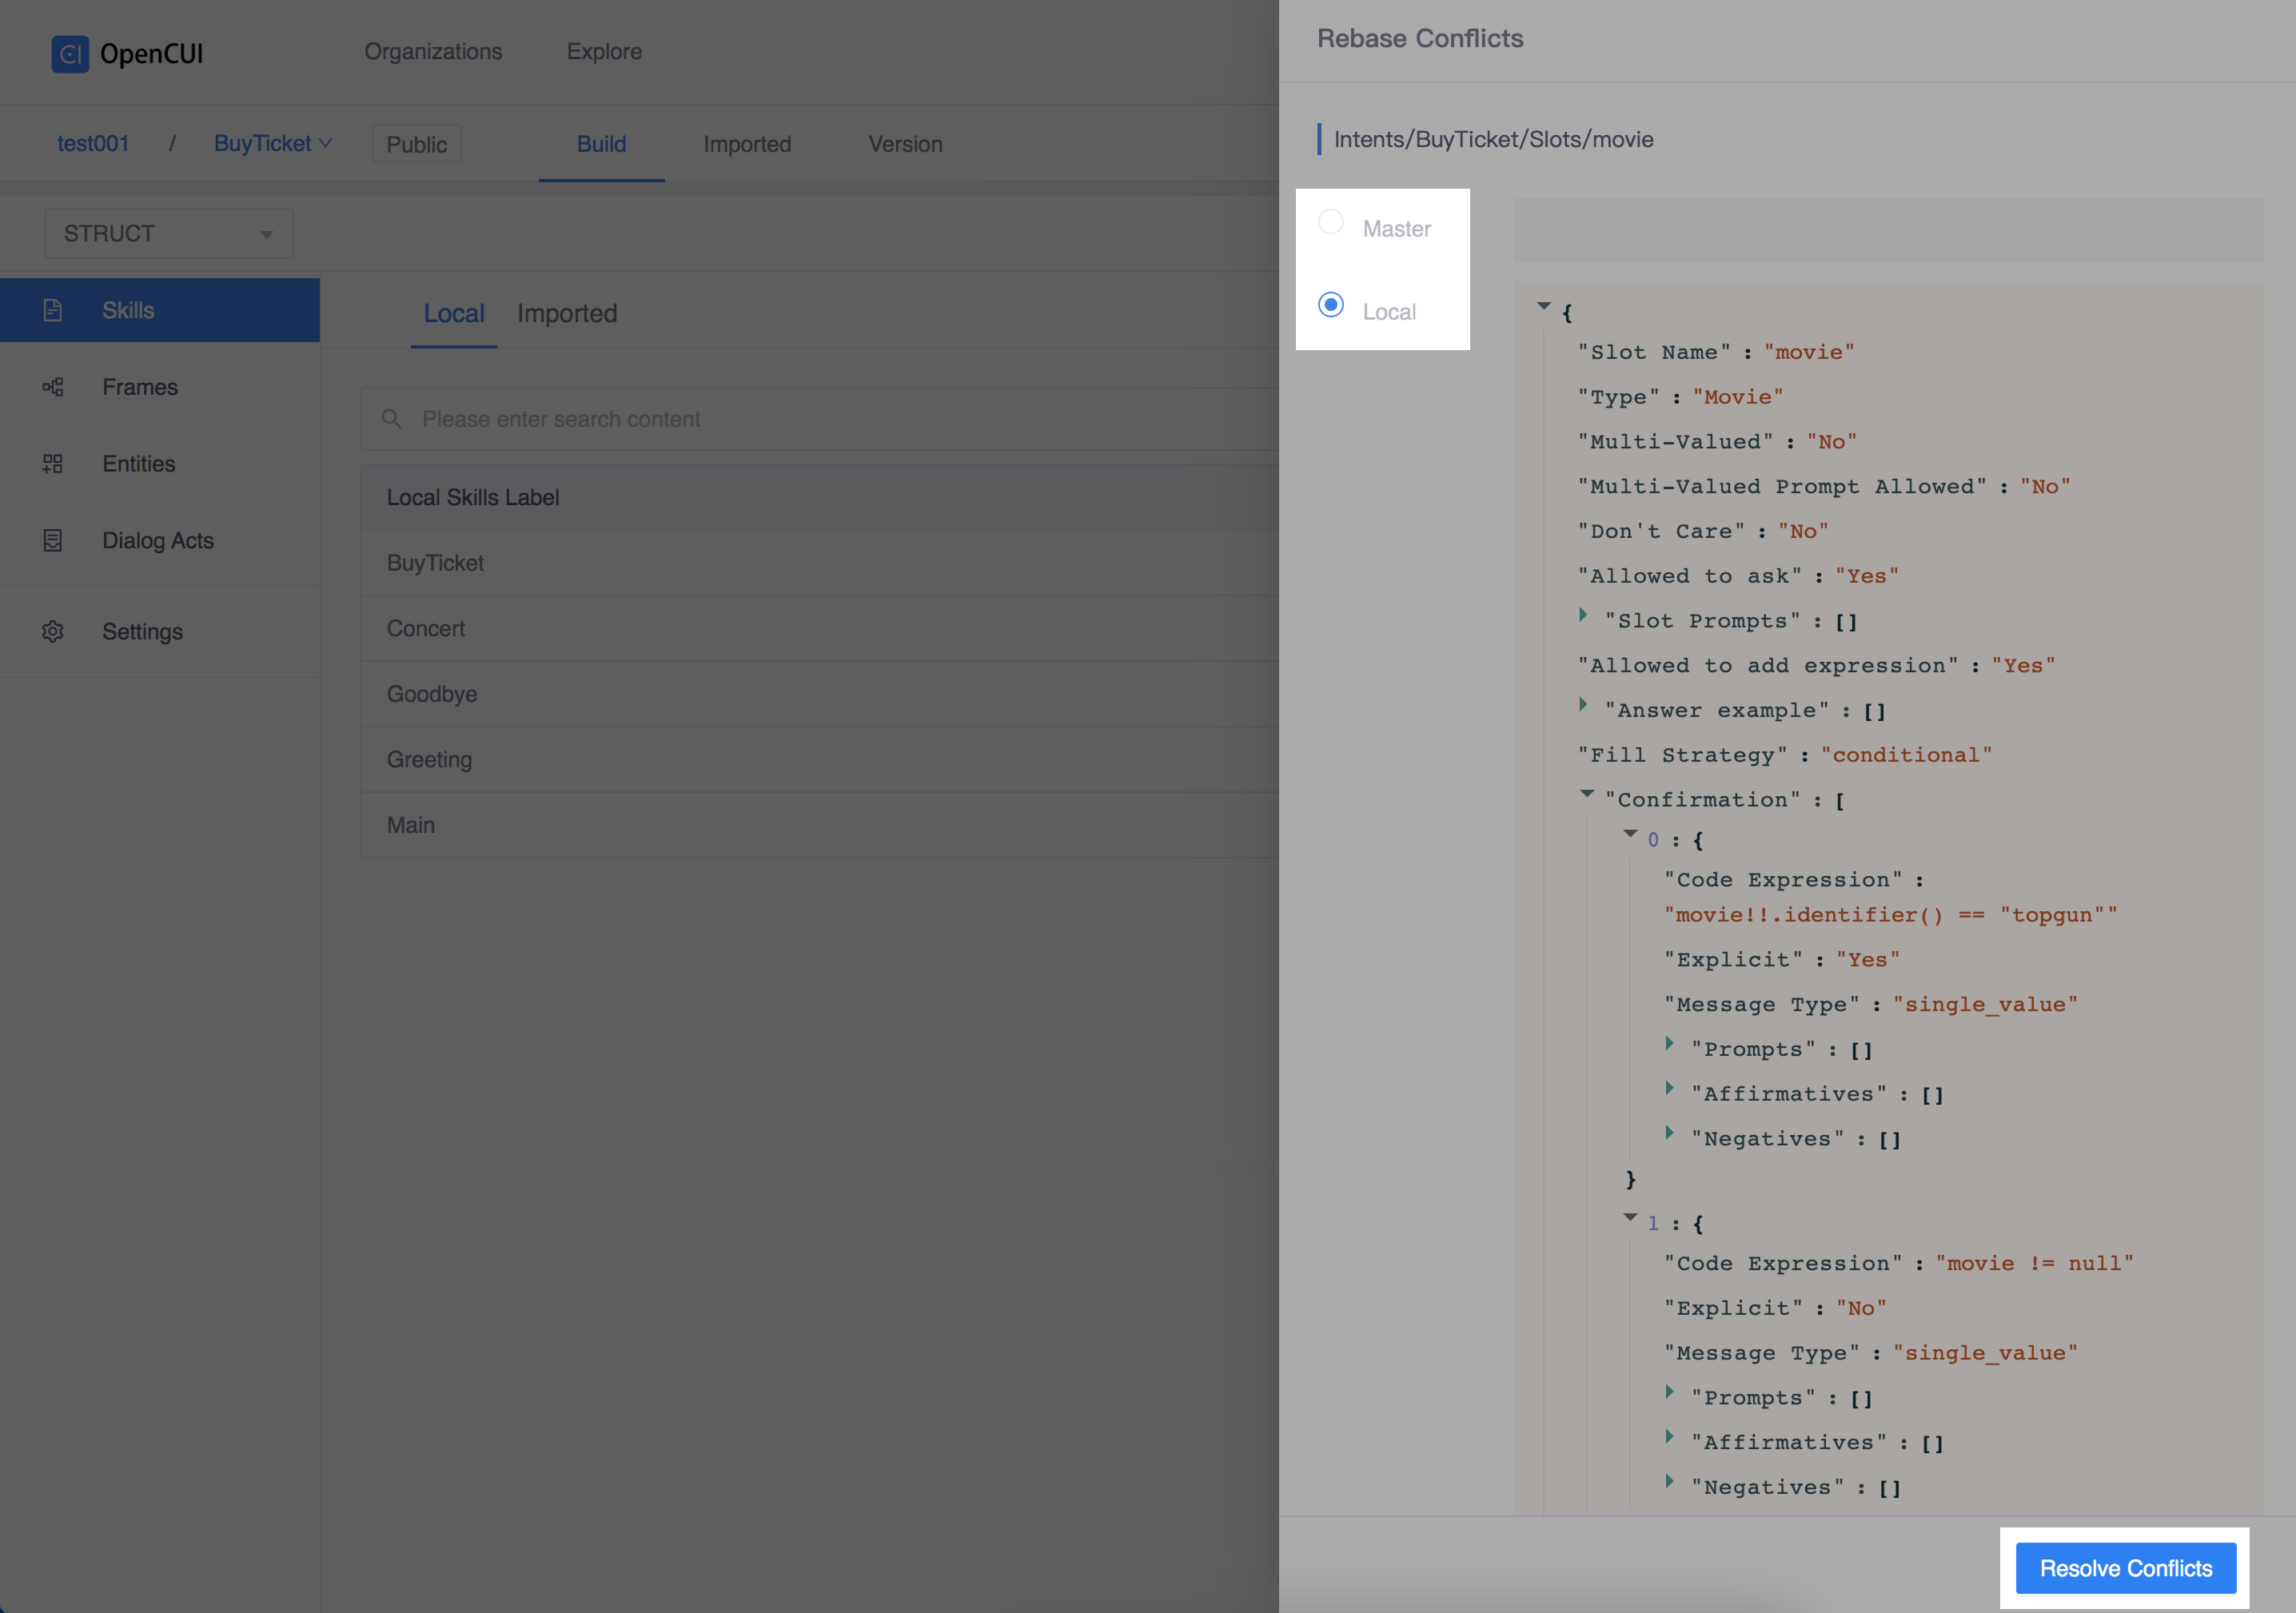 OpenCUI
Organizations
Explore
test001 / BuyTicket
Public
Build
Imported
Version
STRUCT
Skills
Frames
Entities
Dialog Acts
Settings
Local
Imported
Please enter search content
Local Skills Label
BuyTicket
Concert
Goodbye
Greeting
Main
Rebase Conflicts
Intents/BuyTicket/Slots/movie
Master
Local
{
"Slot Name" : "movie"
"Type" : "Movie"
"Multi-Valued" : "No"
"Multi-Valued Prompt Allowed" : "No"
"Don't Care" : "No"
"Allowed to ask" : "Yes"
"Slot Prompts" : []
"Allowed to add expression" : "Yes"
"Answer example" : []
"Fill Strategy" : "conditional"
"Confirmation" : [
0 : {
"Code Expression" :
"movie!!.identifier() == "topgun""
"Explicit" : "Yes"
"Message Type" : "single_value"
"Prompts" : []
"Affirmatives" : []
"Negatives" : []
}
1 : {
"Code Expression" : "movie != null"
"Explicit" : "No"
"Message Type" : "single_value"
"Prompts" : []
"Affirmatives" : []
"Negatives" : []
Resolve Conflicts